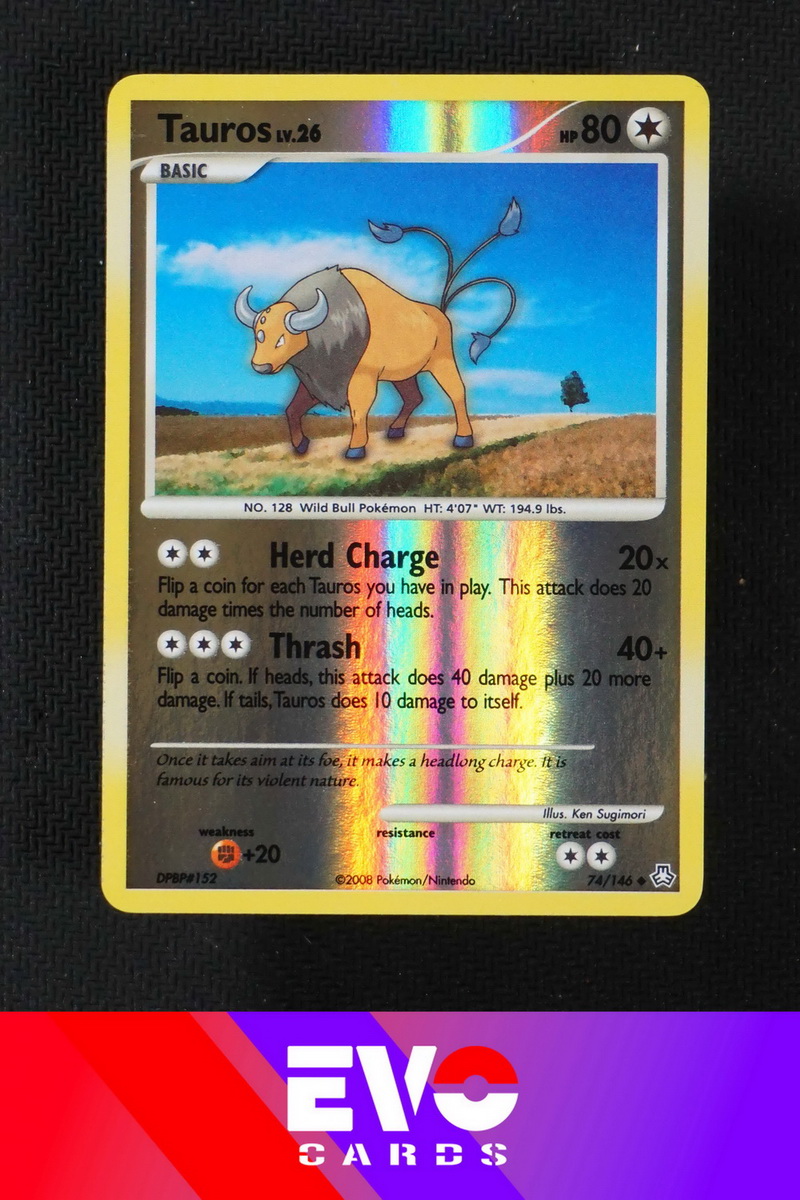 Tauros LV.26
HP 80
BASIC
NO. 128 Wild Bull Pokémon HT: 4'07" WT: 194.9 lbs.
Herd Charge 20x
Flip a coin for each Tauros you have in play. This attack does 20
damage times the number of heads.
Thrash 40+
Flip a coin. If heads, this attack does 40 damage plus 20 more
damage. If tails, Tauros does 10 damage to itself.
Once it takes aim at its foe, it makes a headlong charge. It is
famous for its violent nature.
Illus. Ken Sugimori
weakness resistance retreat cost
+20
DPBP#152 ©2008 Pokémon/Nintendo 74/146
EVO
CARDS